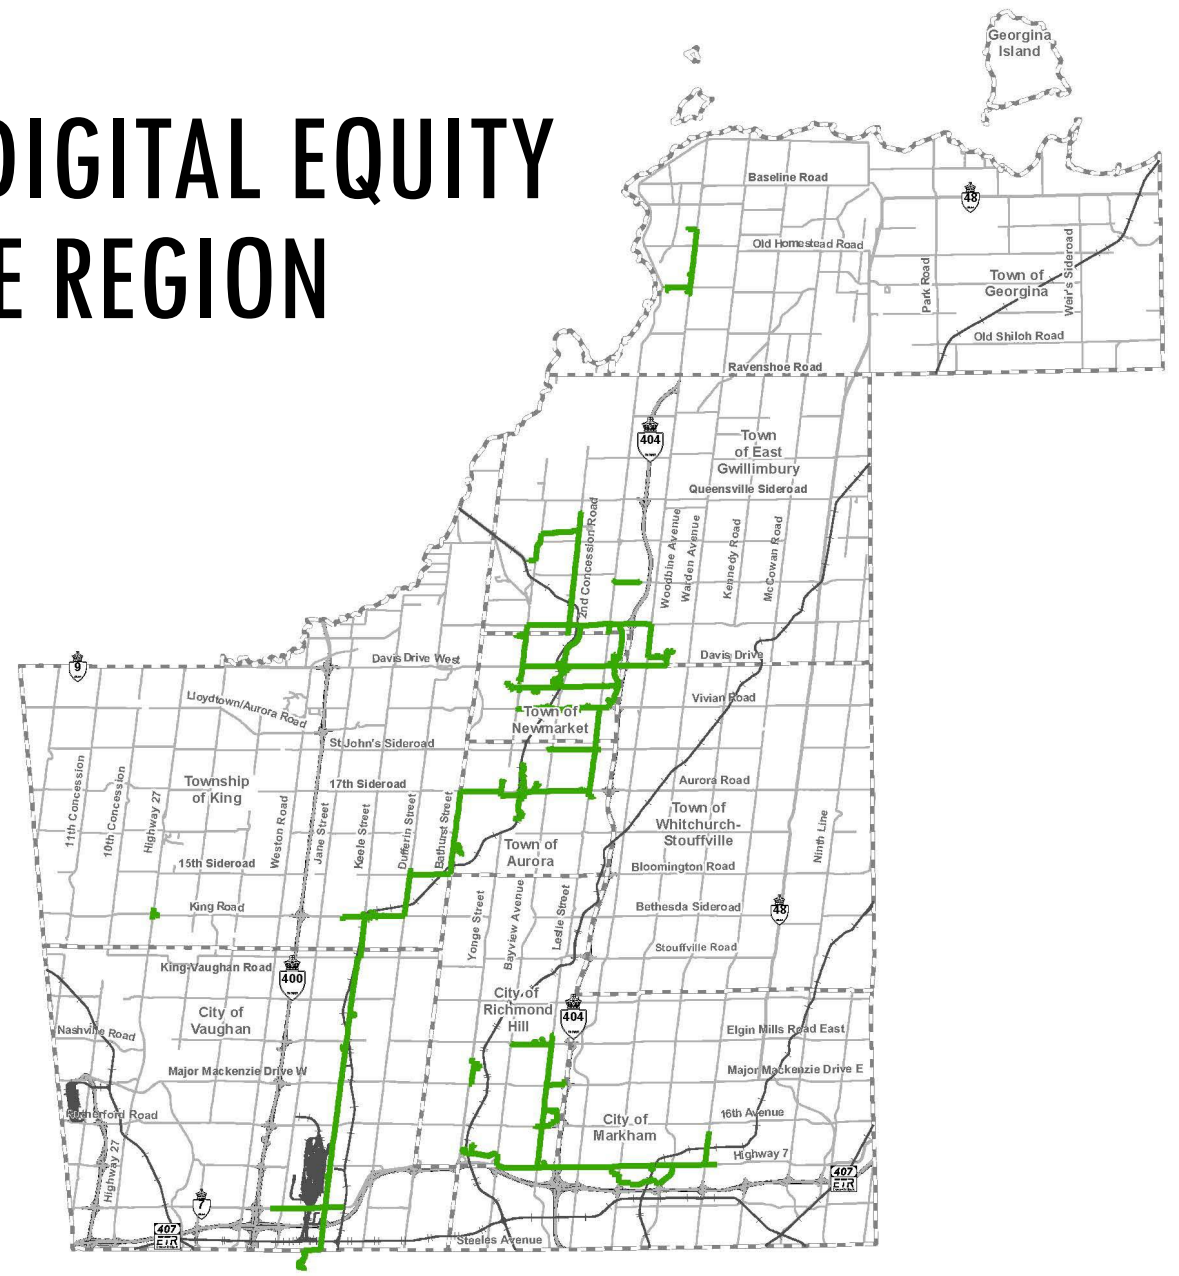 DIGITAL EQUITY
E REGION
Georgina
Island
Baseline Road
48
Old Homestead Road
Park Road
Town of
Georgina
Weir's Sideroad
Old Shiloh Road
Ravenshoe Road
404
Town
of East
Gwillimbury
Queensville Sideroad
2nd Concession Road
Woodbine Avenue
Warden Avenue
Kennedy Road
McCowan Road
9
Davis Drive West
Davis Drive
Lloydtown/Aurora Road
Vivian Road
Town of
Newmarket
St John's Sideroad
Township
of King
17th Sideroad
Aurora Road
11th Concession
10th Concession
Highway 27
Weston Road
Jane Street
Keele Street
Dufferin Street
Bathurst Street
Town of
Whitchurch-
Stouffville
Ninth Line
Town of
Aurora
15th Sideroad
Bloomington Road
King Road
Yonge Street
Bayview Avenue
Leslie Street
Bethesda Sideroad
48
Stouffville Road
King-Vaughan Road
400
City of
Richmond
Hill
404
City of
Vaughan
Nashville Road
Elgin Mills Road East
Major Mackenzie Drive W
Major Mackenzie Drive E
Rutherford Road
City of
Markham
16th Avenue
Highway 27
Highway 7
407
ETR
7
407
ETR
Steeles Avenue